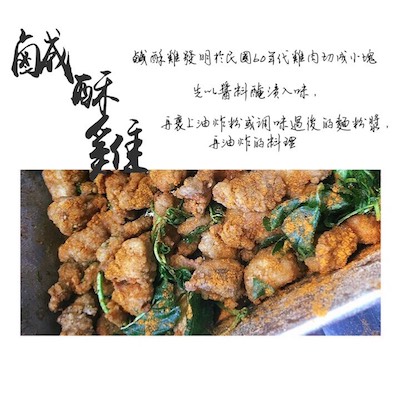 鹹酥雞
鹹酥雞發明於民國60年代雞肉切成小塊
先以醬料醃漬入味,
再裹上油炸粉或調味過後的麵粉漿,
再油炸的料理